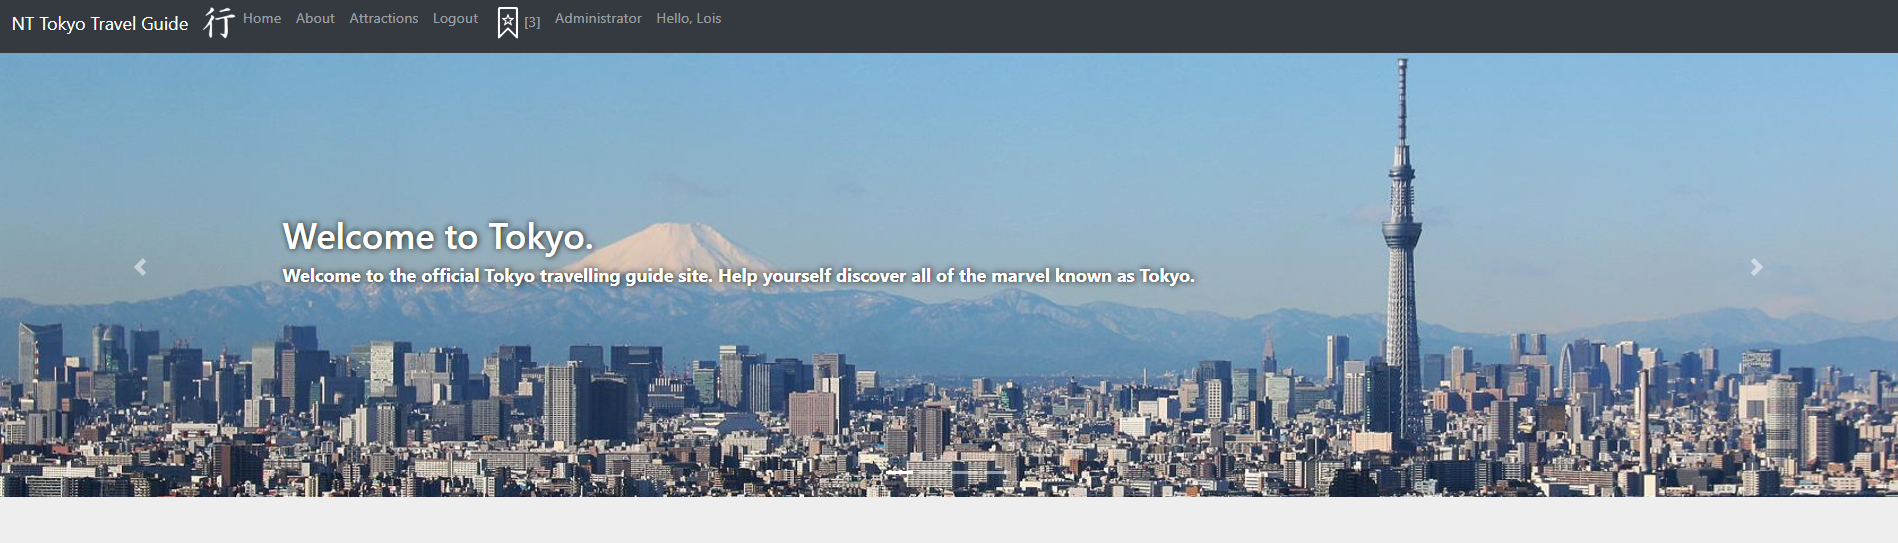 NT Tokyo Travel Guide 行 Home About Attractions Logout [3] Administrator Hello, Lois
Welcome to Tokyo.
Welcome to the official Tokyo travelling guide site. Help yourself discover all of the marvel known as Tokyo.